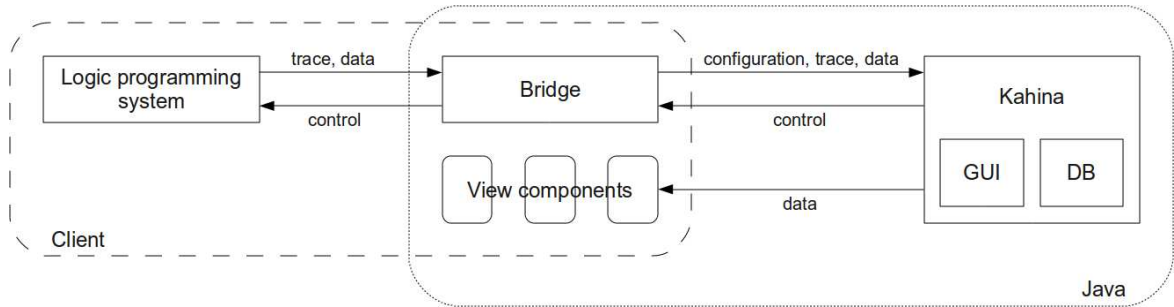 trace, data
configuration, trace, data
Logic programming
system
Bridge
Kahina
control
control
GUI
DB
View components
data
Client
Java